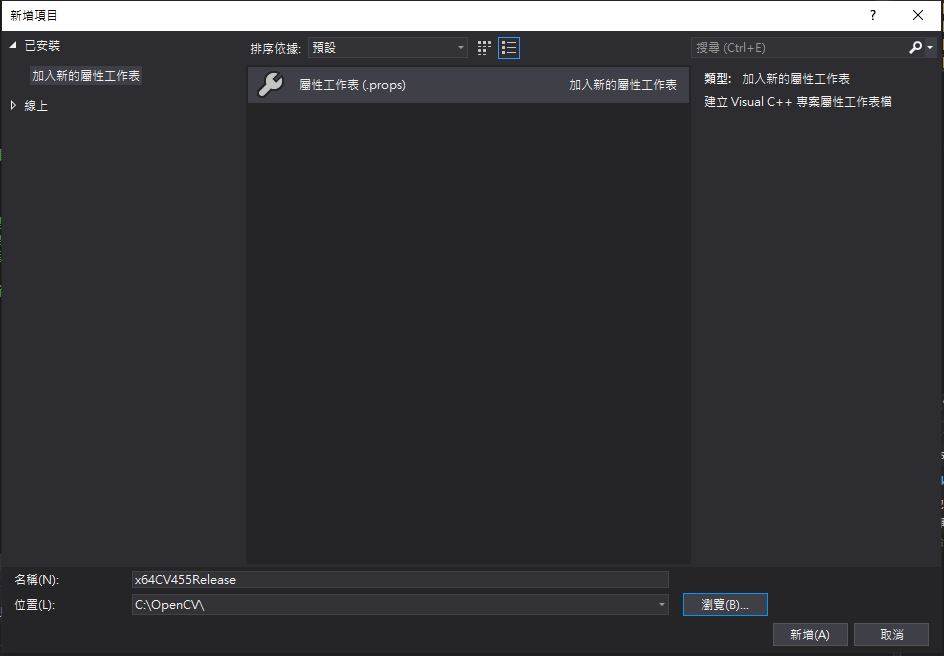 新增項目
?
已安裝
排序依據: 預設
搜尋 (Ctrl+E)
加入新的屬性工作表
屬性工作表 (.props) 加入新的屬性工作表
類型: 加入新的屬性工作表
線上
建立 Visual C++ 專案屬性工作表檔
名稱(N): x64CV455Release
位置(L): C:\OpenCV\ 瀏覽(B)...
新增(A) 取消